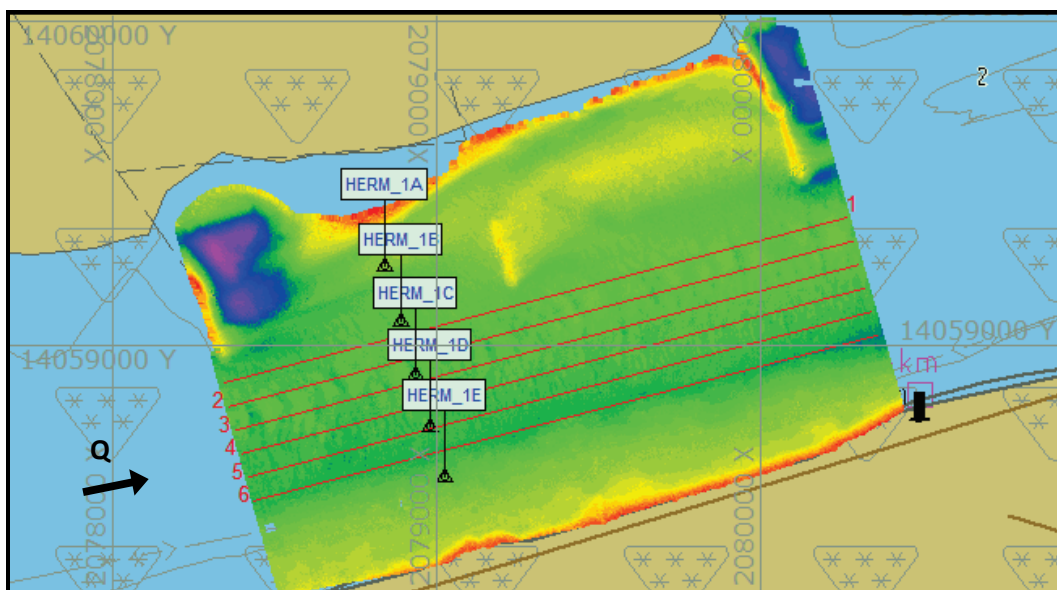 14060000 Y
2078000 X
2079000 X
2080000 X
2
HERM_1A
1
HERM_1B
HERM_1C
14059000 Y
14059000 Y
HERM_1D
km
HERM_1E
2
3
4
5
6
Q
2078000 X
2079000 X
2080000 X